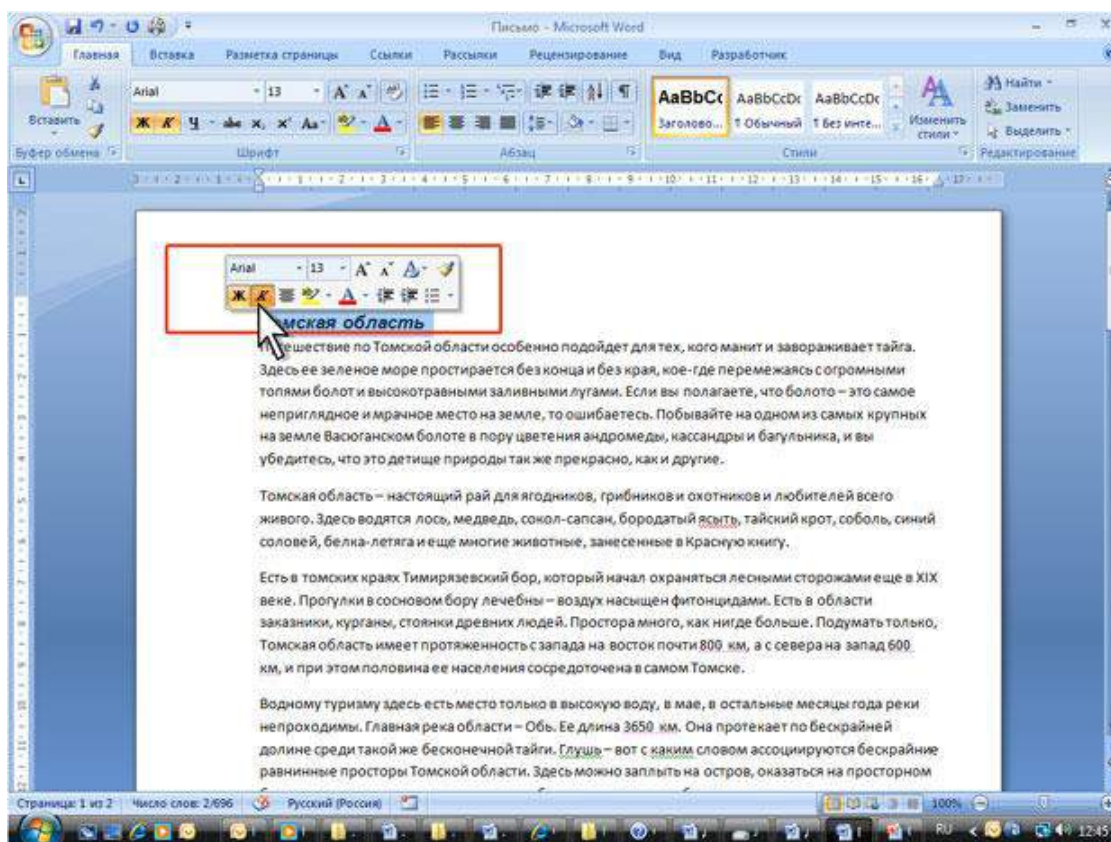 Письмо - Microsoft Word
Главная Вставка Разметка страницы Ссылки Рассылки Рецензирование Вид Разработчик
Вставить
Arial 13
Ж К Ч abc x, x' Aa
AaBbCc AaBbCcDc AaBbCcDc
Заголово... ¶ Обычный ¶ Без инте...
Изменить стили
Найти
Заменить
Выделить
Буфер обмена Шрифт Абзац Стили Редактирование
Arial 13
Ж К
омская область
шествие по Томской области особенно подойдет для тех, кого манит и завораживает тайга.
Здесь ее зеленое море простирается без конца и без края, кое-где перемежаясь с огромными
топями болот и высокотравными заливными лугами. Если вы полагаете, что болото – это самое
неприглядное и мрачное место на земле, то ошибаетесь. Побывайте на одном из самых крупных
на земле Васюганском болоте в пору цветения андромеды, кассандры и багульника, и вы
убедитесь, что это детище природы так же прекрасно, как и другие.
Томская область – настоящий рай для ягодников, грибников и охотников и любителей всего
живого. Здесь водятся лось, медведь, сокол-сапсан, бородатый ясыть, тайский крот, соболь, синий
соловей, белка-летяга и еще многие животные, занесенные в Красную книгу.
Есть в томских краях Тимирязевский бор, который начал охраняться лесными сторожами еще в XIX
веке. Прогулки в сосновом бору лечебны – воздух насыщен фитонцидами. Есть в области
заказники, курганы, стоянки древних людей. Простора много, как нигде больше. Подумать только,
Томская область имеет протяженность с запада на восток почти 800 км, а с севера на запад 600
км, и при этом половина ее населения сосредоточена в самом Томске.
Водному туризму здесь есть место только в высокую воду, в мае, в остальные месяцы года реки
непроходимы. Главная река области – Обь. Ее длина 3650 км. Она протекает по бескрайней
долине среди такой же бесконечной тайги. Глушь – вот с каким словом ассоциируются бескрайние
равнинные просторы Томской области. Здесь можно заплыть на остров, оказаться на просторном
Страница: 1 из 2 Число слов: 2/696 Русский (Россия) 100%
RU 12:45